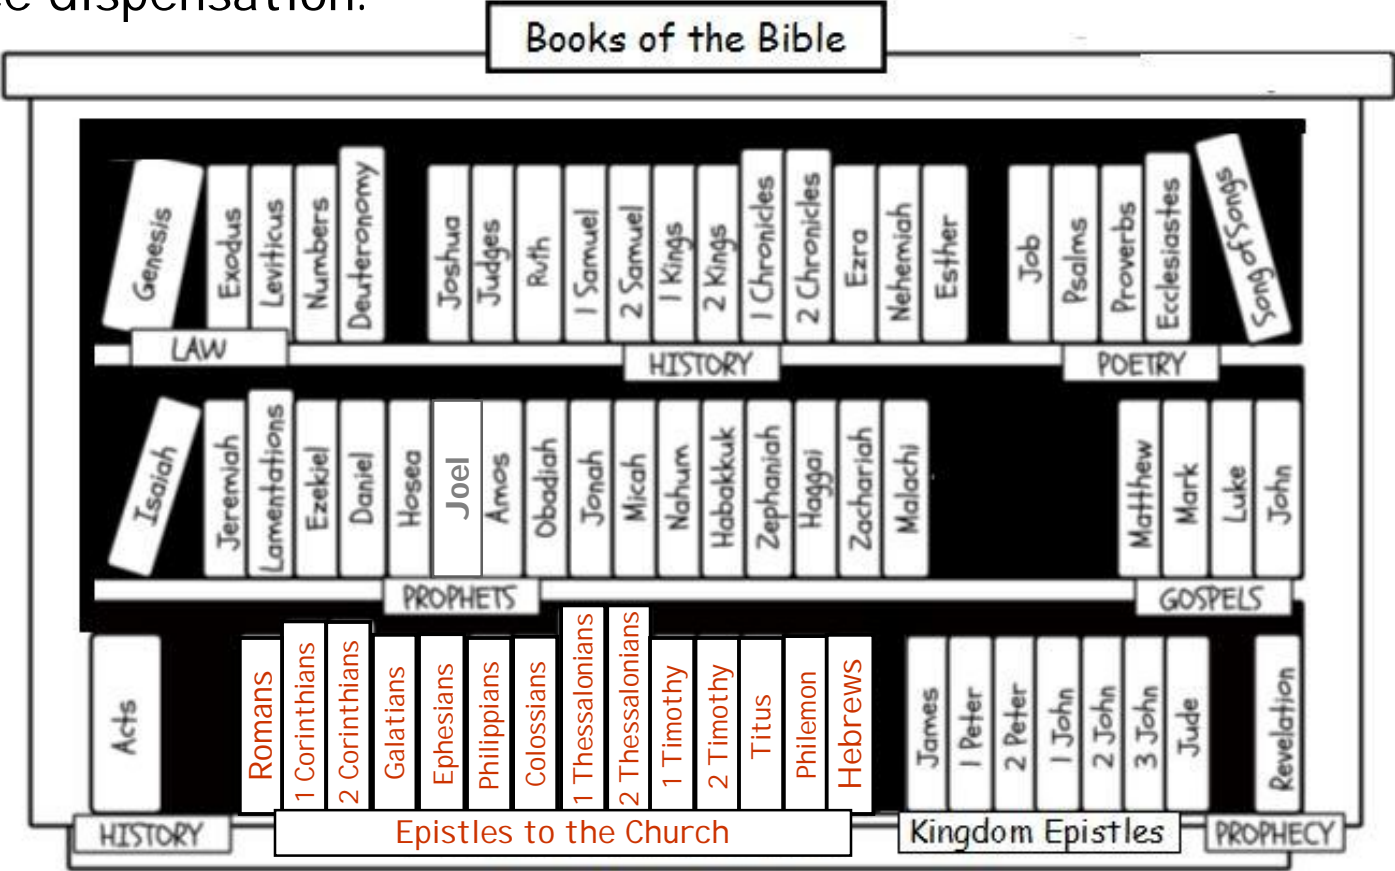 ce dispensation.
Books of the Bible
Genesis
Exodus
Leviticus
Numbers
Deuteronomy
Joshua
Judges
Ruth
1 Samuel
2 Samuel
1 Kings
2 Kings
1 Chronicles
2 Chronicles
Ezra
Nehemiah
Esther
Job
Psalms
Proverbs
Ecclesiastes
Song of Songs
LAW
HISTORY
POETRY
Isaiah
Jeremiah
Lamentations
Ezekiel
Daniel
Hosea
Joel
Amos
Obadiah
Jonah
Micah
Nahum
Habakkuk
Zephaniah
Haggai
Zachariah
Malachi
Matthew
Mark
Luke
John
PROPHETS
GOSPELS
Acts
Romans
1 Corinthians
2 Corinthians
Galatians
Ephesians
Philippians
Colossians
1 Thessalonians
2 Thessalonians
1 Timothy
2 Timothy
Titus
Philemon
Hebrews
James
1 Peter
2 Peter
1 John
2 John
3 John
Jude
Revelation
HISTORY
Epistles to the Church
Kingdom Epistles
PROPHECY